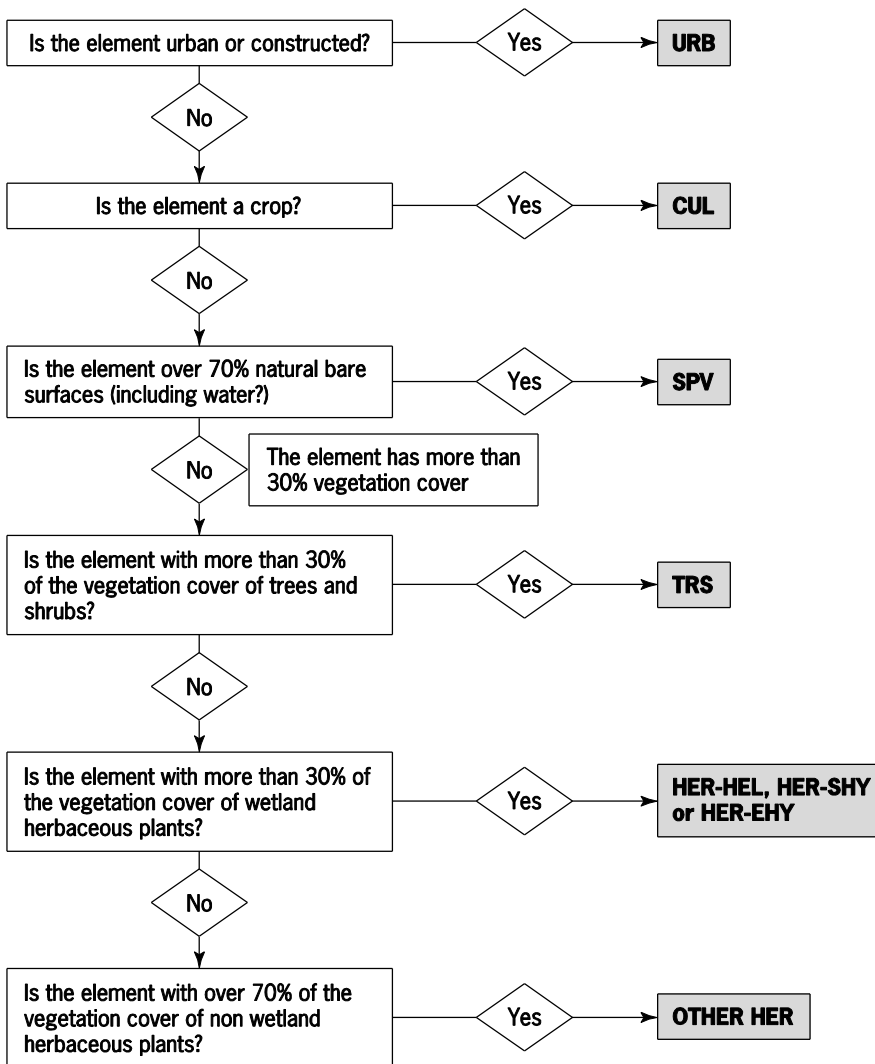 Is the element urban or constructed?
Yes
URB
No
Is the element a crop?
Yes
CUL
No
Is the element over 70% natural bare
surfaces (including water?)
Yes
SPV
No
The element has more than
30% vegetation cover
Is the element with more than 30%
of the vegetation cover of trees and
shrubs?
Yes
TRS
No
Is the element with more than 30% of
the vegetation cover of wetland
herbaceous plants?
Yes
HER-HEL, HER-SHY
or HER-EHY
No
Is the element with over 70% of the
vegetation cover of non wetland
herbaceous plants?
Yes
OTHER HER